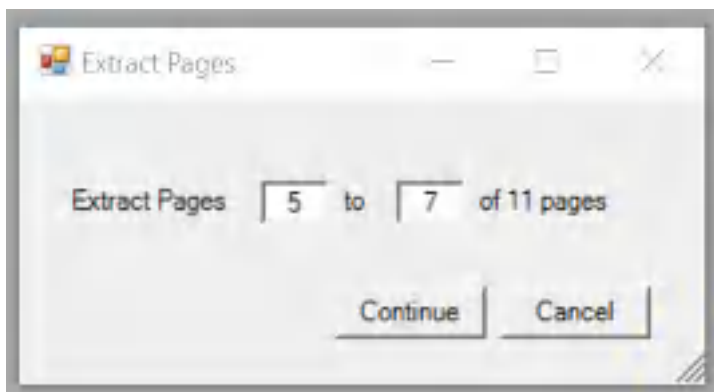 Extract Pages
Extract Pages 5 to 7 of 11 pages
Continue Cancel